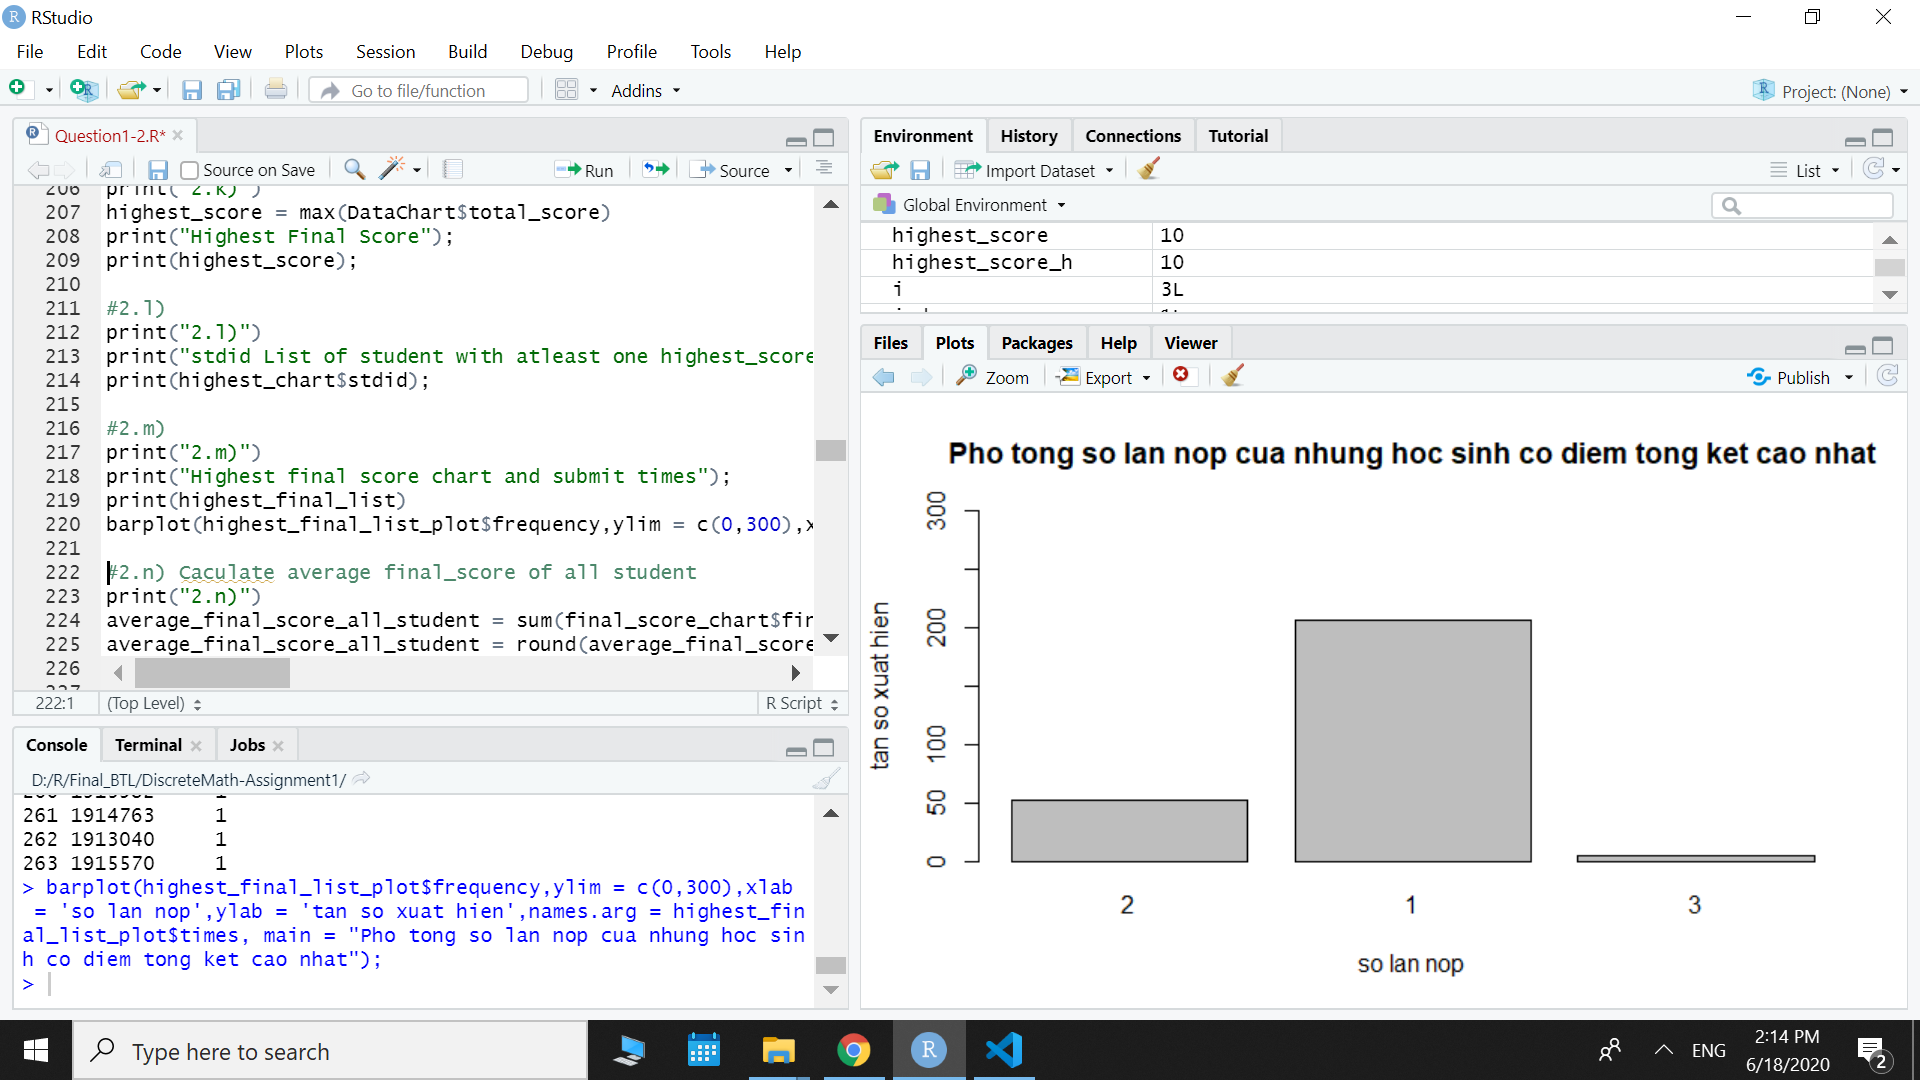 RStudio
File Edit Code View Plots Session Build Debug Profile Tools Help
Go to file/function
Addins
Project: (None)
Question1-2.R*
Source on Save
Run
Source
206 print("2.k)")
207 highest_score = max(DataChart$total_score)
208 print("Highest Final Score");
209 print(highest_score);
210
211 #2.l)
212 print("2.l)")
213 print("stdid List of student with atleast one highest_score
214 print(highest_chart$stdid);
215
216 #2.m)
217 print("2.m)")
218 print("Highest final score chart and submit times");
219 print(highest_final_list)
220 barplot(highest_final_list_plot$frequency,ylim = c(0,300),x
221
222 #2.n) Caculate average final_score of all student
223 print("2.n)")
224 average_final_score_all_student = sum(final_score_chart$fin
225 average_final_score_all_student = round(average_final_score
226
222:1 (Top Level)
R Script
Console Terminal Jobs
D:/R/Final_BTL/DiscreteMath-Assignment1/
261 1914763 1
262 1913040 1
263 1915570 1
> barplot(highest_final_list_plot$frequency,ylim = c(0,300),xlab
= 'so lan nop',ylab = 'tan so xuat hien',names.arg = highest_fin
al_list_plot$times, main = "Pho tong so lan nop cua nhung hoc sin
h co diem tong ket cao nhat");
>
Environment History Connections Tutorial
Import Dataset
List
Global Environment
highest_score 10
highest_score_h 10
i 3L
Files Plots Packages Help Viewer
Zoom
Export
Publish
Pho tong so lan nop cua nhung hoc sinh co diem tong ket cao nhat
tan so xuat hien
300
200
100
50
0
2 1 3
so lan nop
Type here to search
ENG
2:14 PM
6/18/2020
2